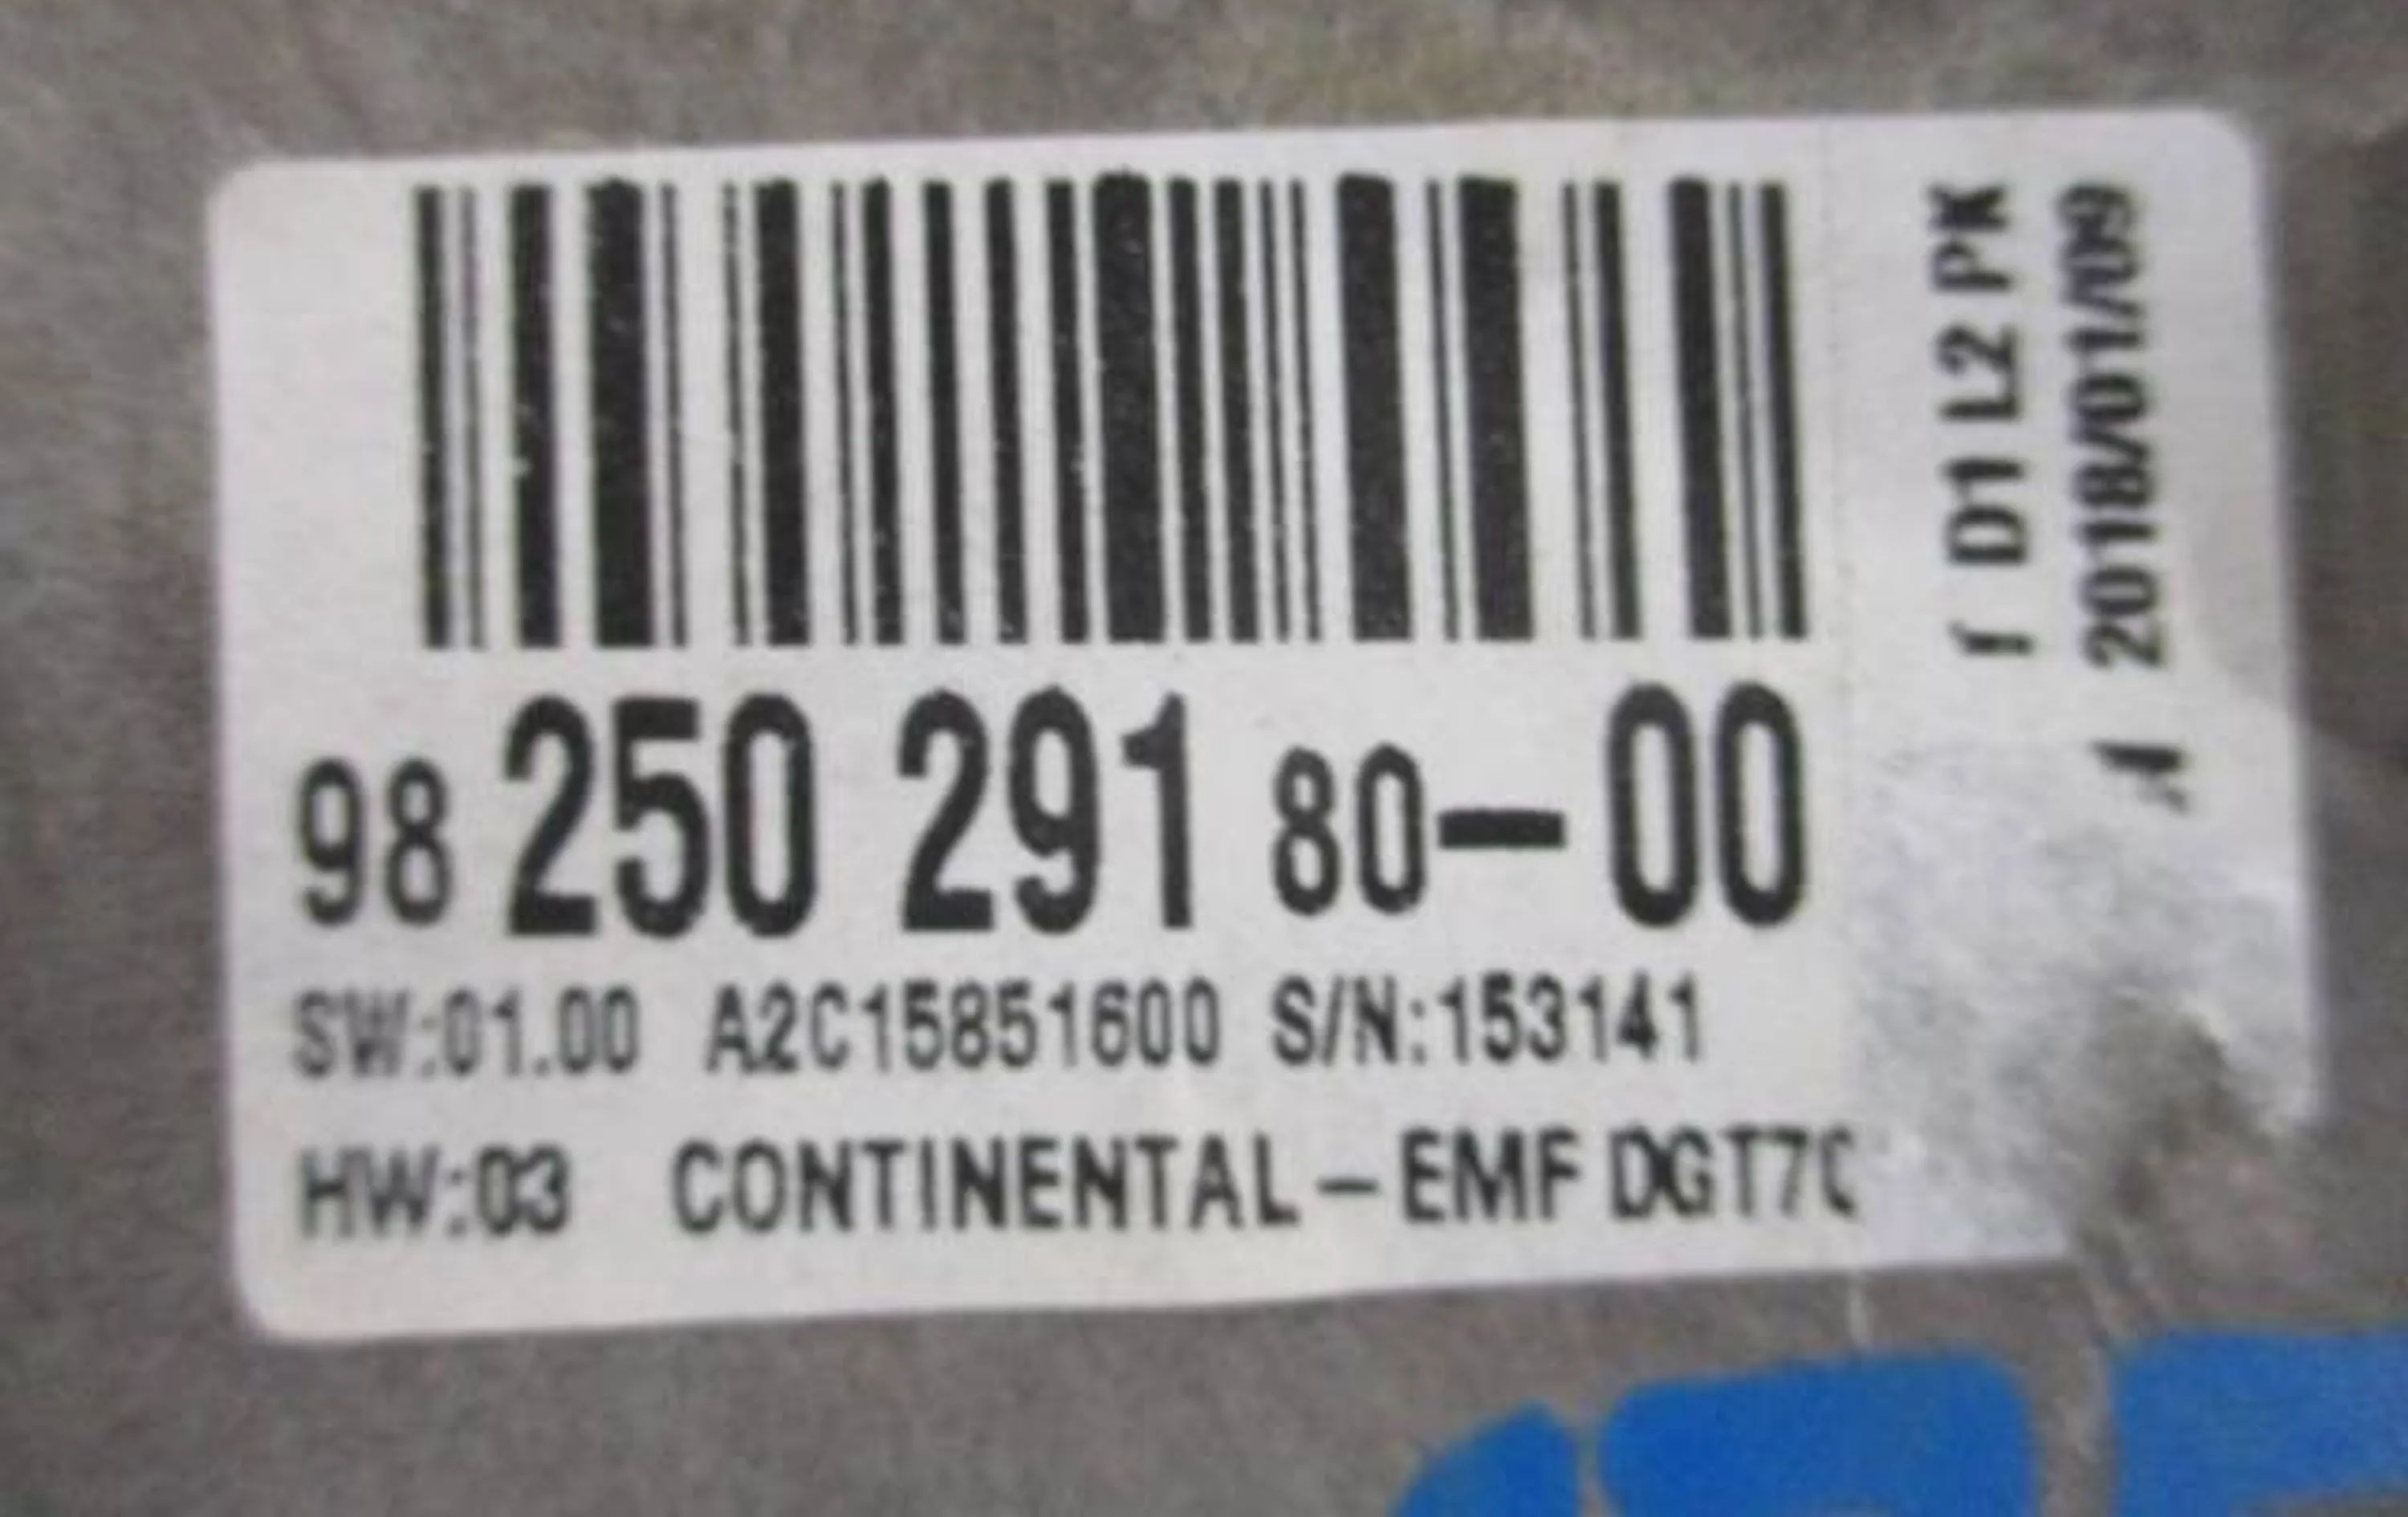 98 250 291 80-00
SW:01.00 A2C15851600 S/N:153141
HW:03 CONTINENTAL-EMF DGT7C
D1 L2 PK
2018/01/09